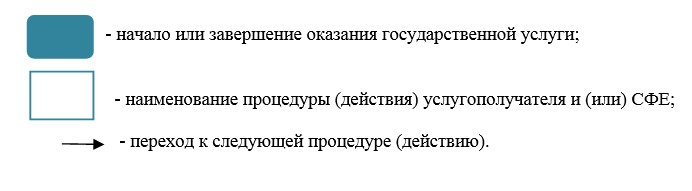 - начало или завершение оказания государственной услуги;
- наименование процедуры (действия) услугополучателя и (или) СФЕ;
- переход к следующей процедуре (действию).